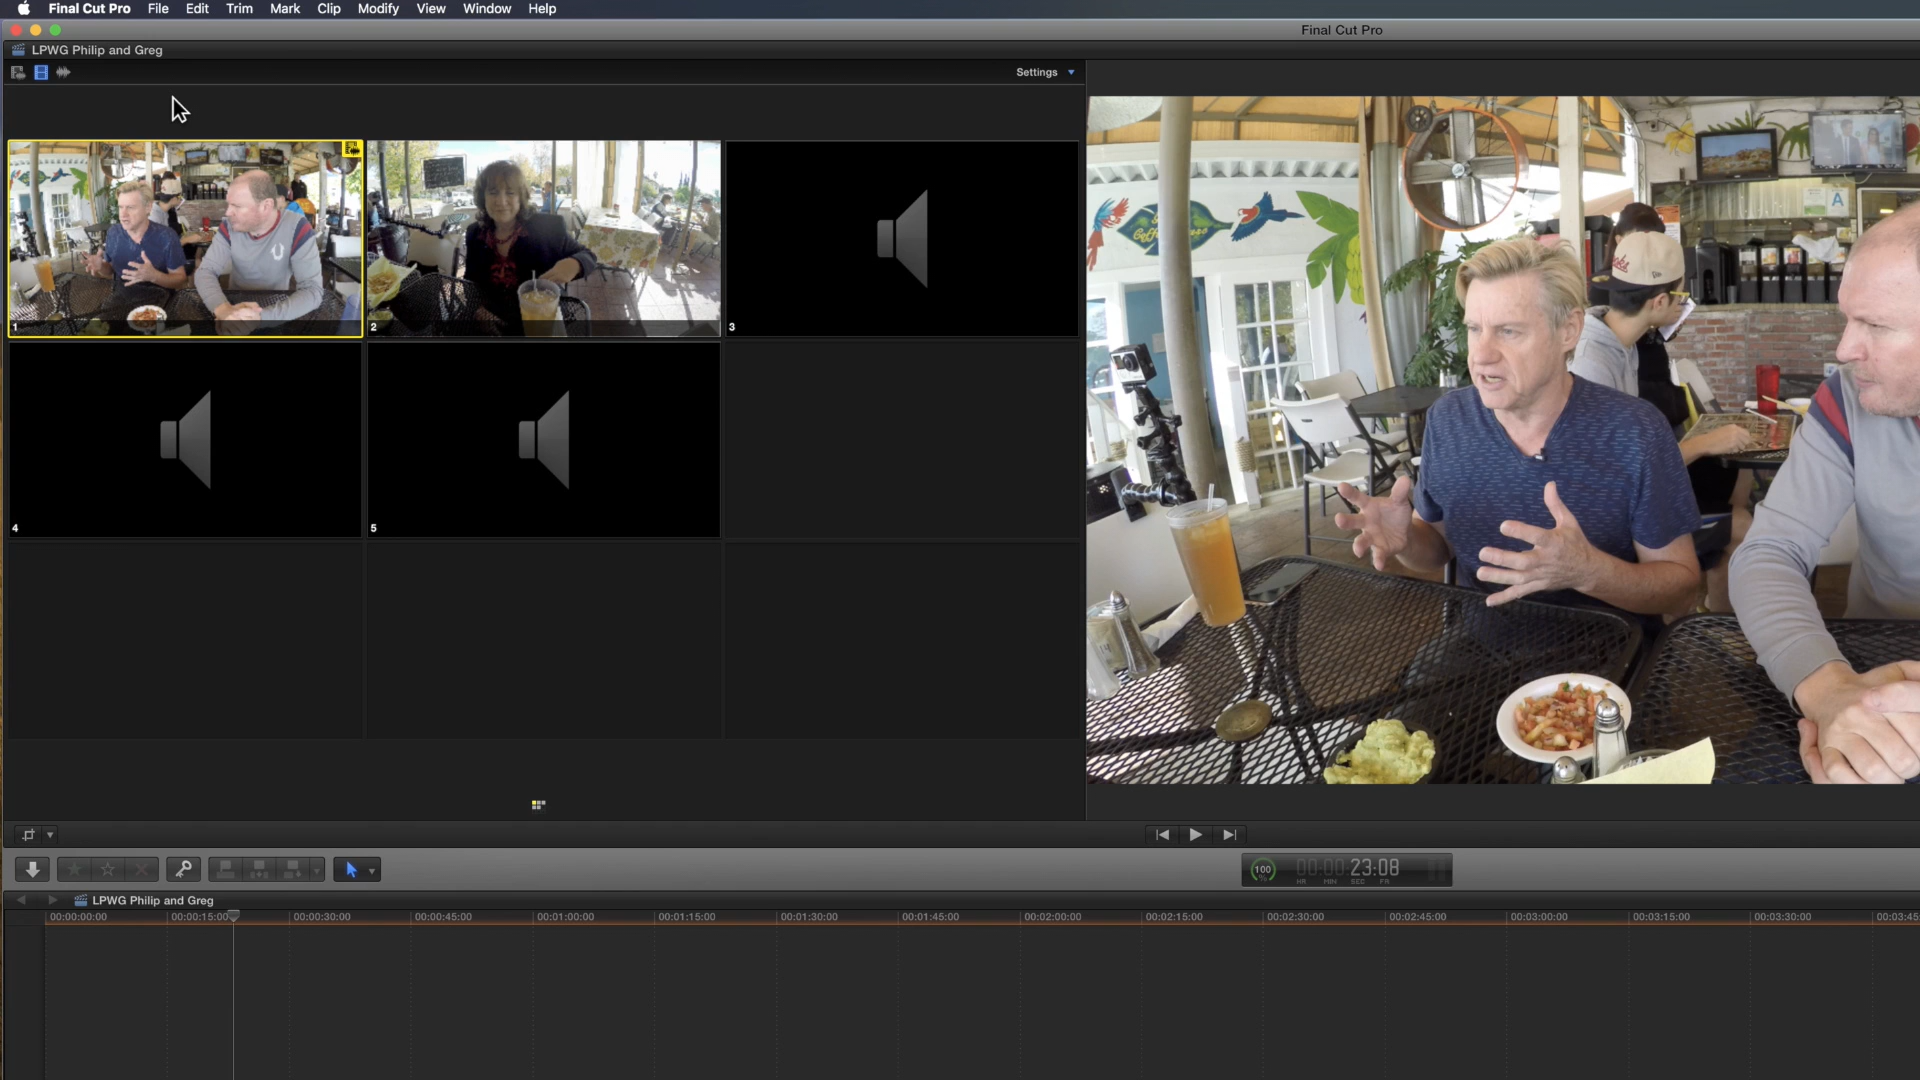 Final Cut Pro File Edit Trim Mark Clip Modify View Window Help
Final Cut Pro
LPWG Philip and Greg
Settings
A
1
2
3
4
5
100
%
00:00:23:08
HR MIN SEC FR
LPWG Philip and Greg
00:00:00:00 00:00:15:00 00:00:30:00 00:00:45:00 00:01:00:00 00:01:15:00 00:01:30:00 00:01:45:00 00:02:00:00 00:02:15:00 00:02:30:00 00:02:45:00 00:03:00:00 00:03:15:00 00:03:30:00 00:03:45